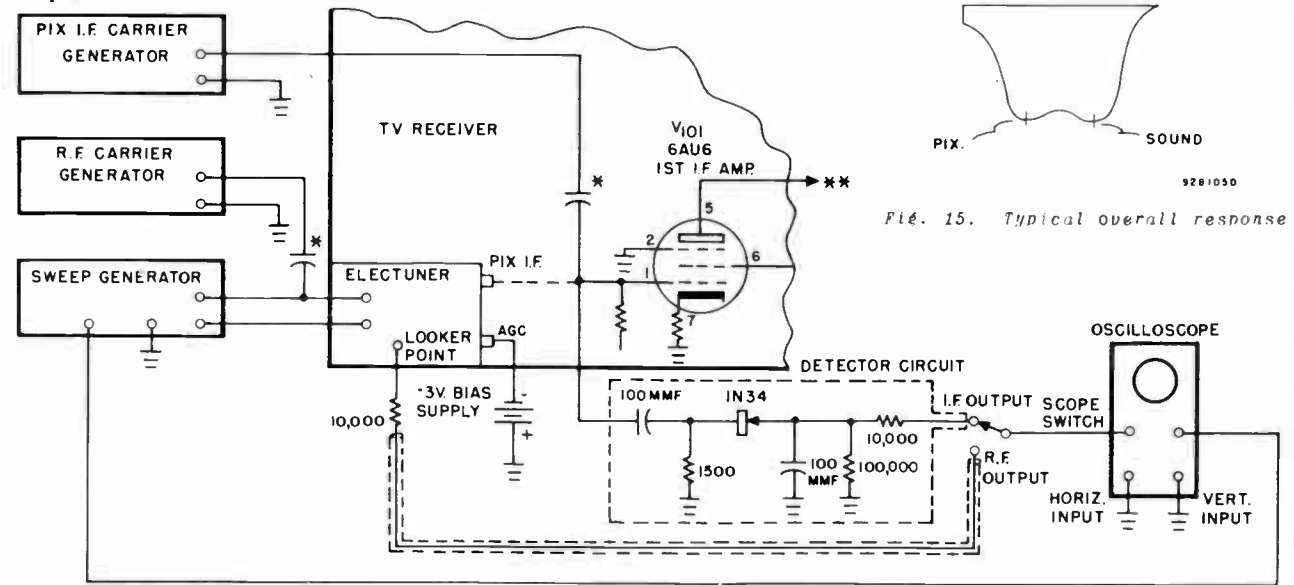 PIX I.F. CARRIER
GENERATOR
R.F. CARRIER
GENERATOR
*
SWEEP GENERATOR
TV RECEIVER
*
V101
6AU6
1ST I.F. AMP.
**
5
2
6
1
7
PIX I.F.
ELECTUNER
LOOKER
POINT
AGC
-3V. BIAS
SUPPLY
-
+
10,000
DETECTOR CIRCUIT
100MMF
1N34
1500
100
MMF
10,000
100,000
I.F. OUTPUT
SCOPE
SWITCH
R.F.
OUTPUT
OSCILLOSCOPE
HORIZ.
INPUT
VERT.
INPUT
PIX.
SOUND
9281050
Fig. 15. Typical overall response